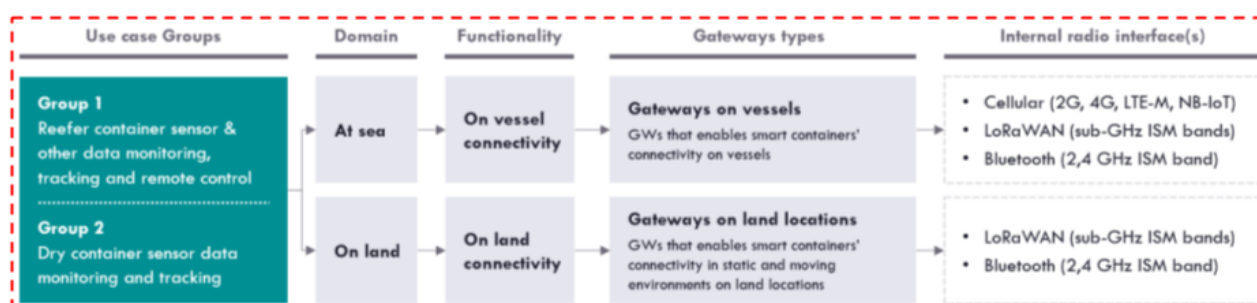 Use case Groups
Domain
Functionality
Gateways types
Internal radio interface(s)
Group 1
Reefer container sensor &
other data monitoring,
tracking and remote control
Group 2
Dry container sensor data
monitoring and tracking
At sea
On vessel
connectivity
Gateways on vessels
GWs that enables smart containers'
connectivity on vessels
• Cellular (2G, 4G, LTE-M, NB-IoT)
• LoRaWAN (sub-GHz ISM bands)
• Bluetooth (2,4 GHz ISM band)
On land
On land
connectivity
Gateways on land locations
GWs that enables smart containers'
connectivity in static and moving
environments on land locations
• LoRaWAN (sub-GHz ISM bands)
• Bluetooth (2,4 GHz ISM band)